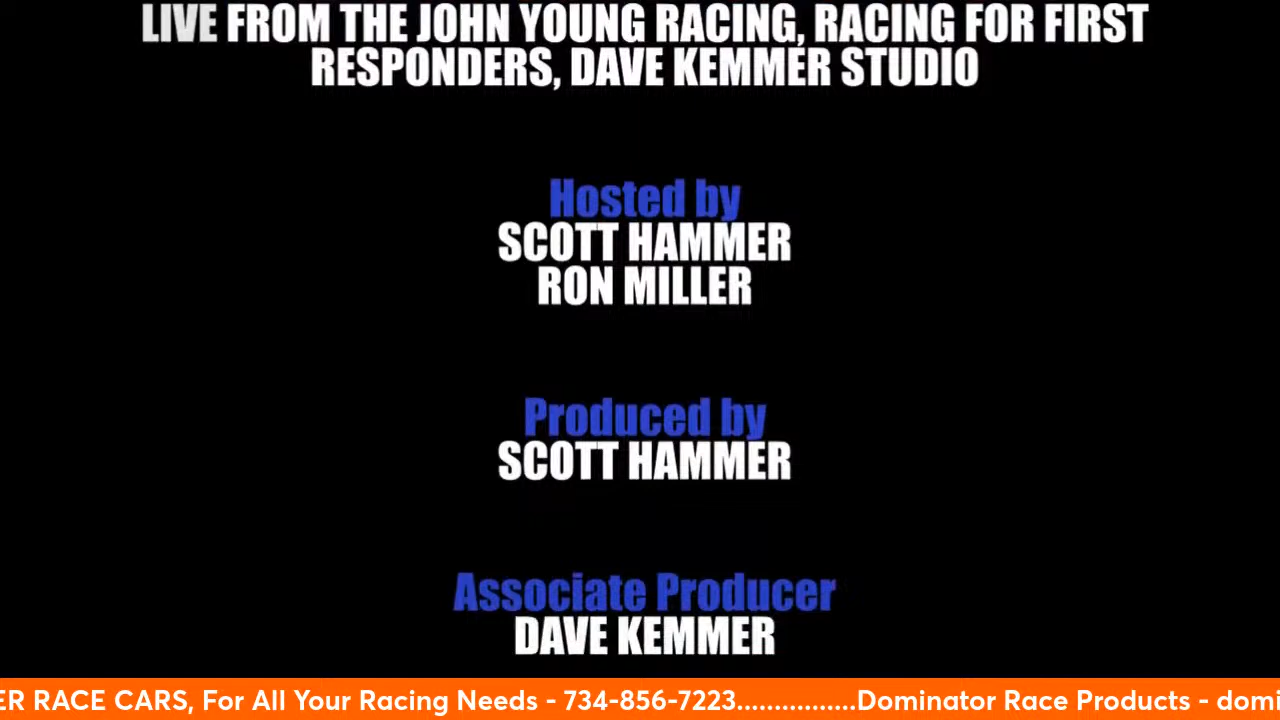 LIVE FROM THE JOHN YOUNG RACING, RACING FOR FIRST
RESPONDERS, DAVE KEMMER STUDIO
Hosted by
SCOTT HAMMER
RON MILLER
Produced by
SCOTT HAMMER
Associate Producer
DAVE KEMMER
ER RACE CARS, For All Your Racing Needs - 734-856-7223................Dominator Race Products - domi